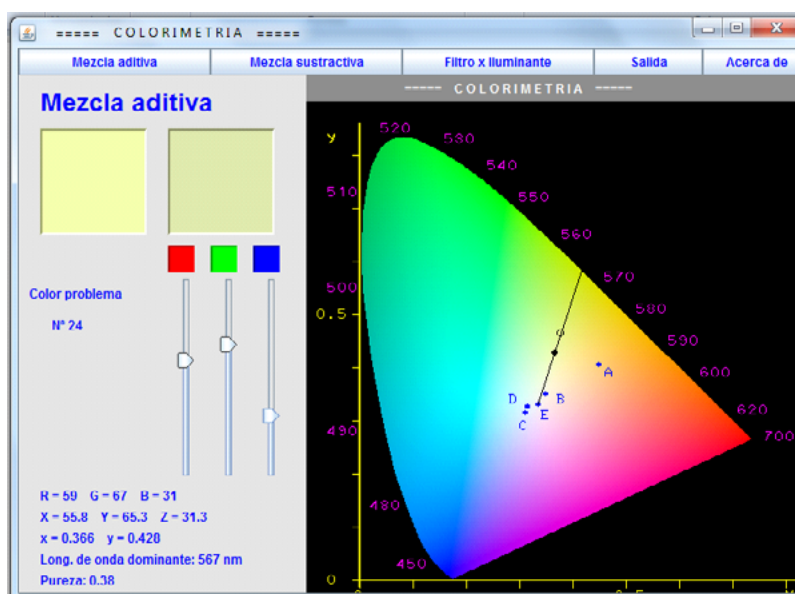 ===== COLORIMETRIA =====
Mezcla aditiva Mezcla sustractiva Filtro x Iluminante Salida Acerca de
----- COLORIMETRIA -----
Mezcla aditiva
Color problema
N° 24
R = 59 G = 67 B = 31
X = 55.8 Y = 65.3 Z = 31.3
x = 0.366 y = 0.428
Long. de onda dominante: 567 nm
Pureza: 0.38
y
520
530
540
510
550
560
500
570
580
0.5
590
A
600
D
B
E
C
620
490
700
480
450
0